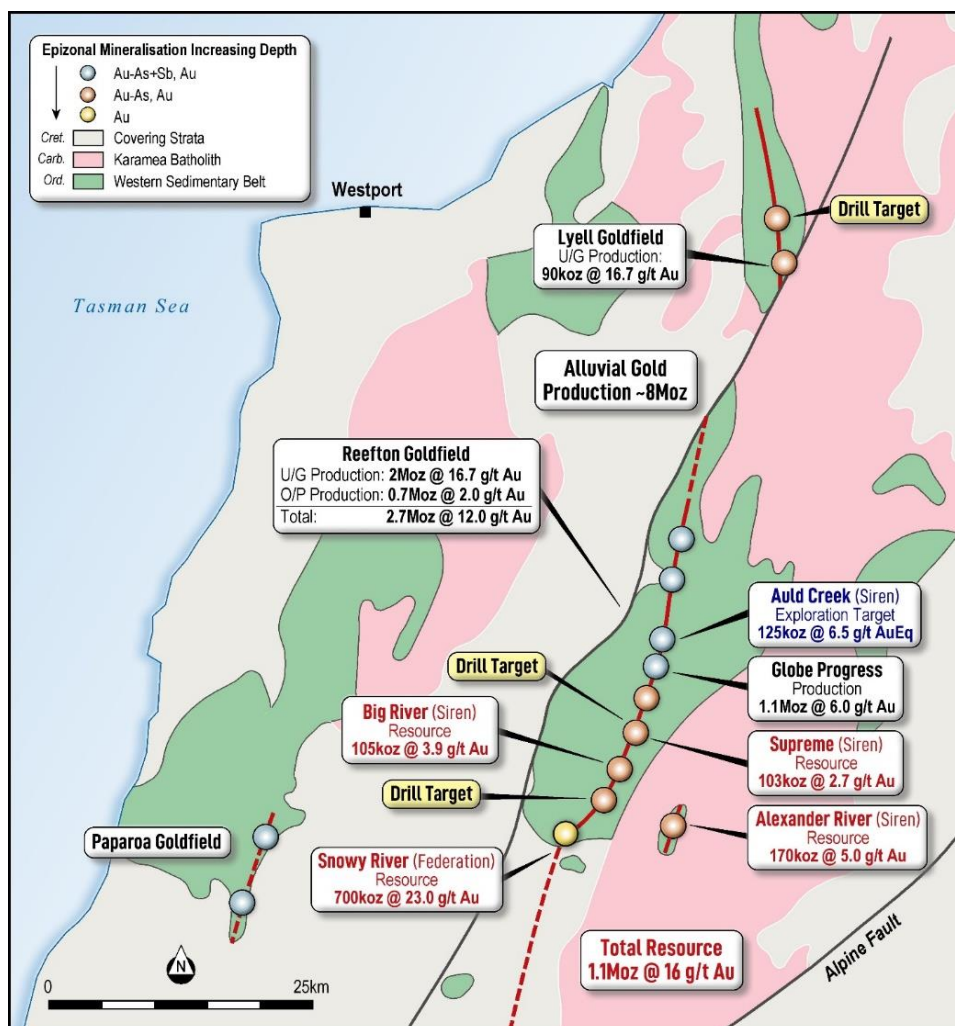 Epizonal Mineralisation Increasing Depth
Au-As+Sb, Au
Au-As, Au
Au
Cret. Covering Strata
Carb. Karamea Batholith
Ord. Western Sedimentary Belt
Westport
Tasman Sea
Drill Target
Lyell Goldfield
U/G Production:
90koz @ 16.7 g/t Au
Alluvial Gold
Production ~8Moz
Reefton Goldfield
U/G Production: 2Moz @ 16.7 g/t Au
O/P Production: 0.7Moz @ 2.0 g/t Au
Total: 2.7Moz @ 12.0 g/t Au
Auld Creek (Siren)
Exploration Target
125koz @ 6.5 g/t AuEq
Drill Target
Globe Progress
Production
1.1Moz @ 6.0 g/t Au
Big River (Siren)
Resource
105koz @ 3.9 g/t Au
Supreme (Siren)
Resource
103koz @ 2.7 g/t Au
Drill Target
Alexander River (Siren)
Resource
170koz @ 5.0 g/t Au
Paparoa Goldfield
Snowy River (Federation)
Resource
700koz @ 23.0 g/t Au
Total Resource
1.1Moz @ 16 g/t Au
Alpine Fault
N
0 25km